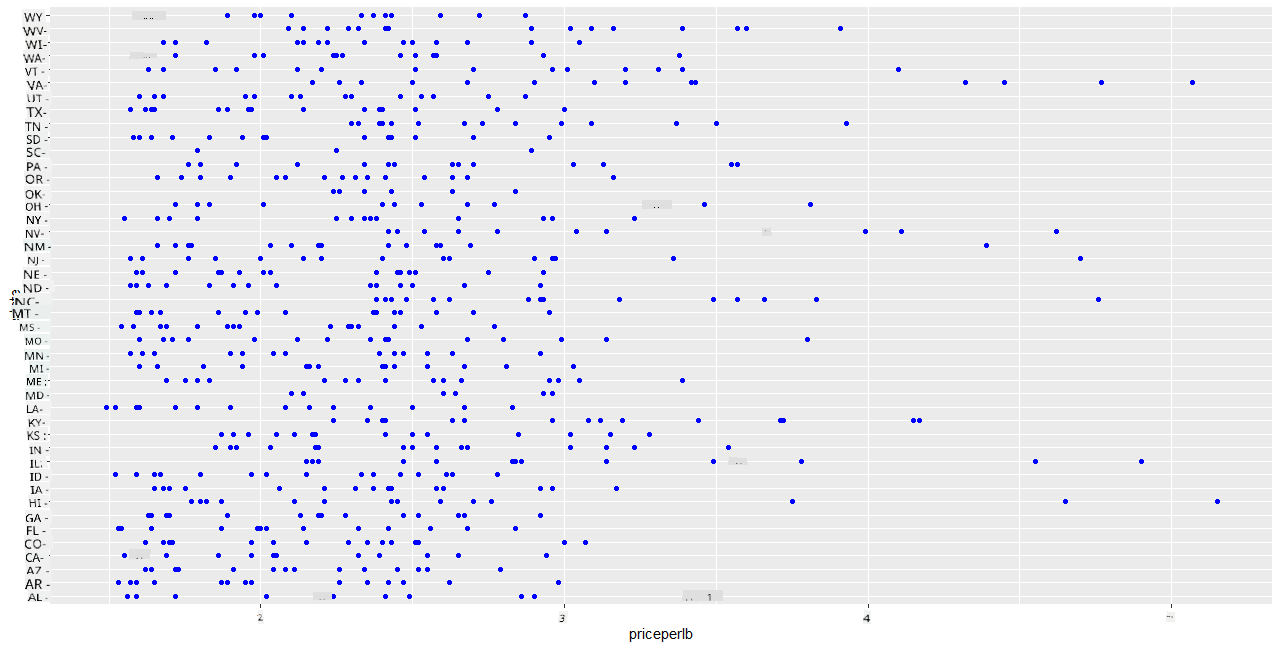 WY
WV-
WI-
WA-
VT -
VA-
UT-
TX-
TN -
SD -
SC-
PA -
OR -
OK-
OH -
NY -
NV-
NM -
NJ -
NE -
ND -
NC-
MT -
MS -
MO -
MN -
MI -
ME:
MD -
LA-
KY-
KS:
IN -
IL:
ID -
IA -
HI -
GA -
FL -
CO-
CA-
AZ -
AR -
AL -
2
3
4
priceperlb